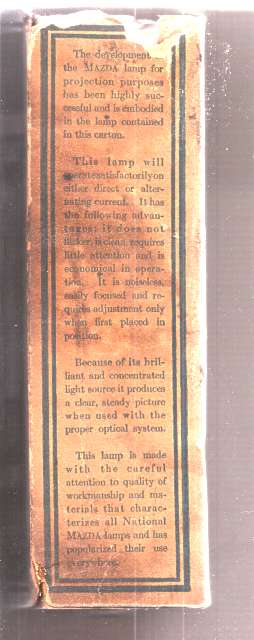 The development
the MAZDA lamp for
projection purposes
has been highly suc-
cessful and is embodied
in the lamp contained
in this carton.
This lamp will
operate satisfactorily on
either direct or alter-
nating current. It has
the following advan-
tages: it does not
flicker, is clean, requires
little attention and is
economical in opera-
tion. It is noiseless,
easily focused and re-
quires adjustment only
when first placed in
position.
Because of its bril-
liant and concentrated
light source it produces
a clear, steady picture
when used with the
proper optical system.
This lamp is made
with the careful
attention to quality of
workmanship and ma-
terials that charac-
terizes all National
MAZDA lamps and has
popularized their use
everywhere.